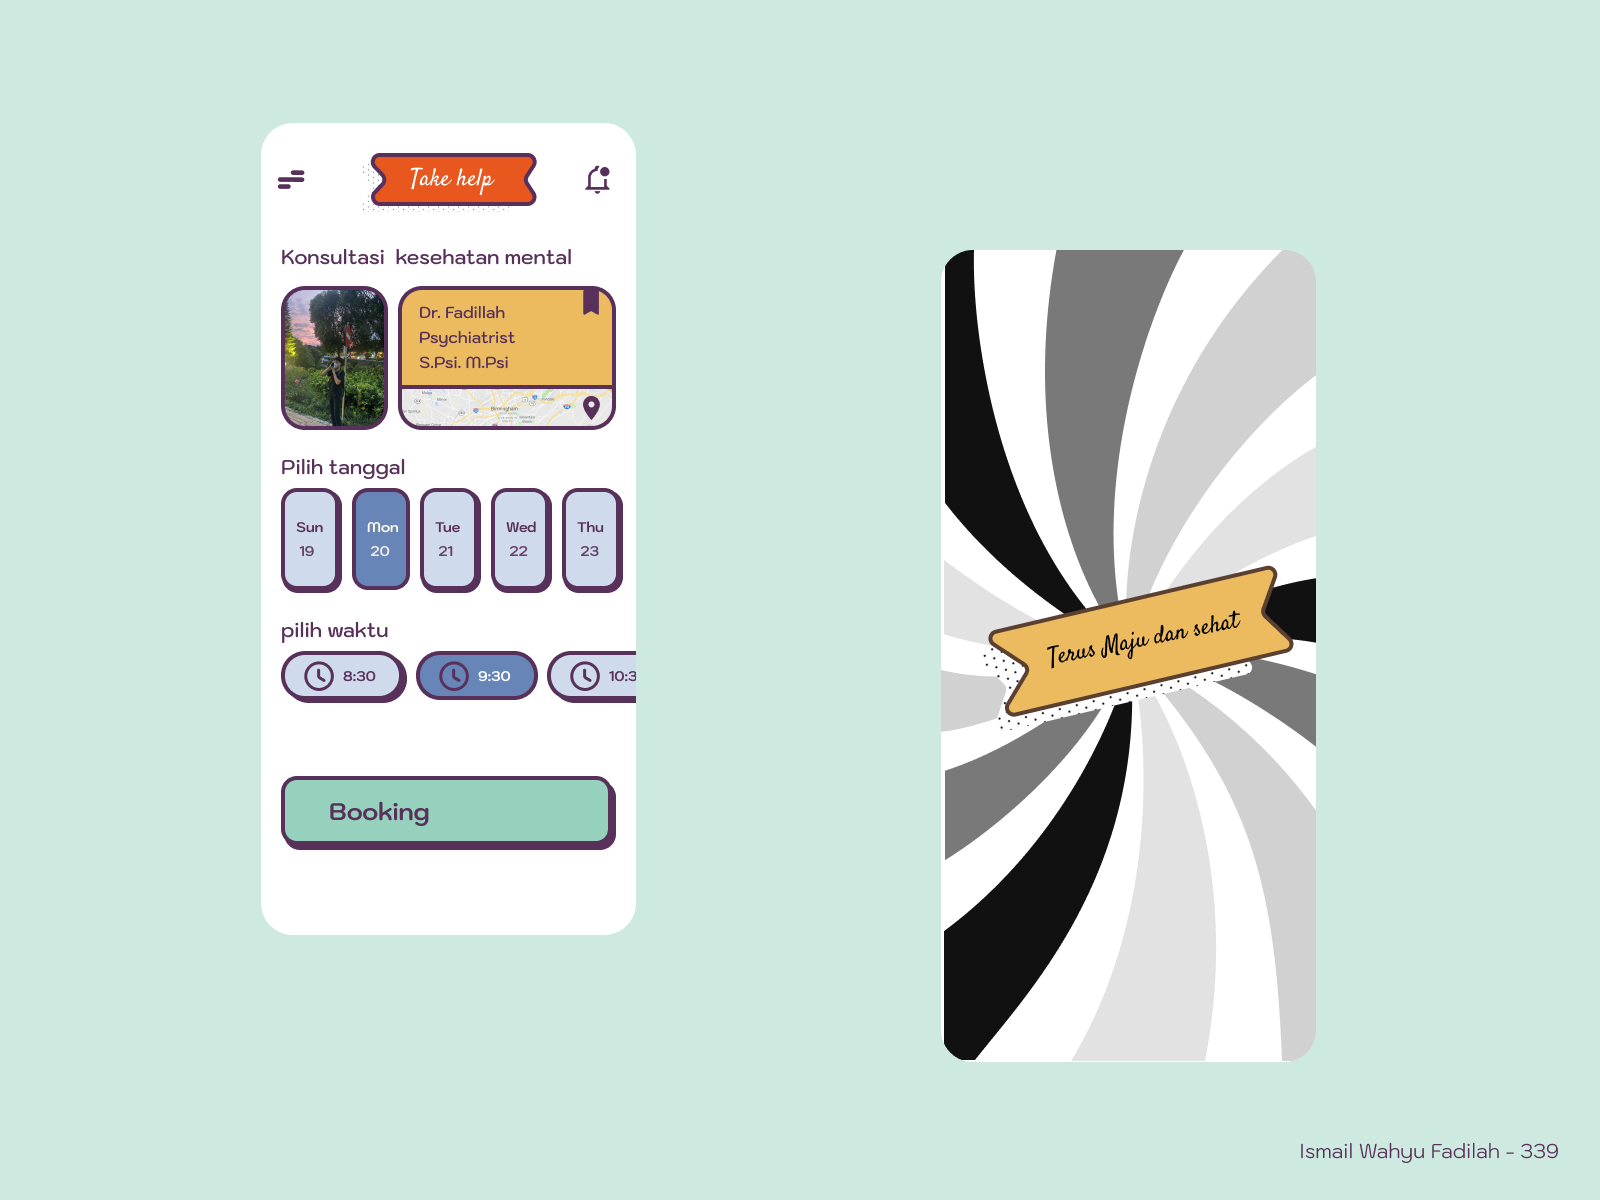 Take help
Konsultasi kesehatan mental
Dr. Fadillah
Psychiatrist
S.Psi. M.Psi
Birmingham
Pilih tanggal
Sun Mon Tue Wed Thu
19 20 21 22 23
pilih waktu
8:30 9:30 10:3
Booking
Terus Maju dan sehat
Ismail Wahyu Fadilah - 339